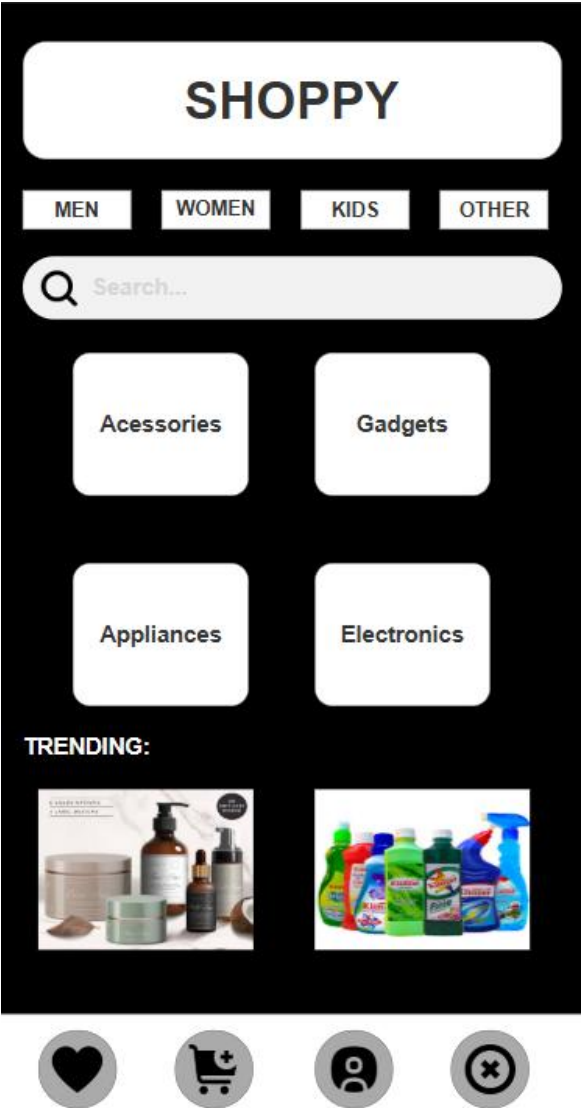 SHOPPY
MEN WOMEN KIDS OTHER
Search...
Acessories Gadgets
Appliances Electronics
TRENDING: